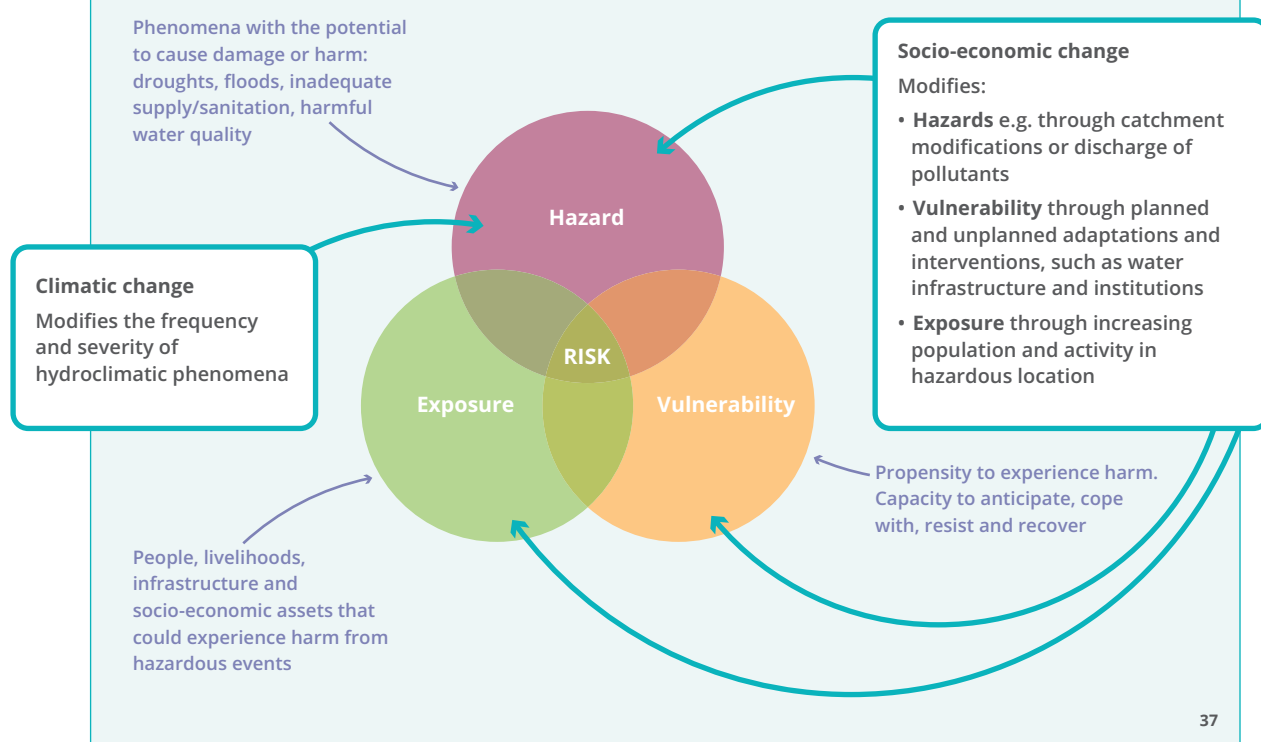 Phenomena with the potential
to cause damage or harm:
droughts, floods, inadequate
supply/sanitation, harmful
water quality
Socio-economic change
Modifies:
• Hazards e.g. through catchment
modifications or discharge of
pollutants
• Vulnerability through planned
and unplanned adaptations and
interventions, such as water
infrastructure and institutions
• Exposure through increasing
population and activity in
hazardous location
Hazard
Climatic change
Modifies the frequency
and severity of
hydroclimatic phenomena
RISK
Exposure
Vulnerability
Propensity to experience harm.
Capacity to anticipate, cope
with, resist and recover
People, livelihoods,
infrastructure and
socio-economic assets that
could experience harm from
hazardous events
37